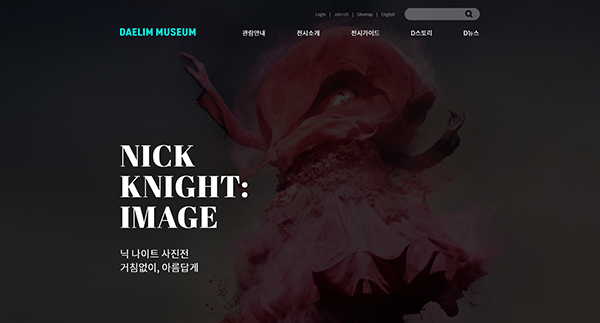 Login | Join US | Sitemap | English
DAELIM MUSEUM
관람안내 전시소개 전시가이드 D스토리 D뉴스
NICK
KNIGHT:
IMAGE
닉 나이트 사진전
거침없이, 아름답게